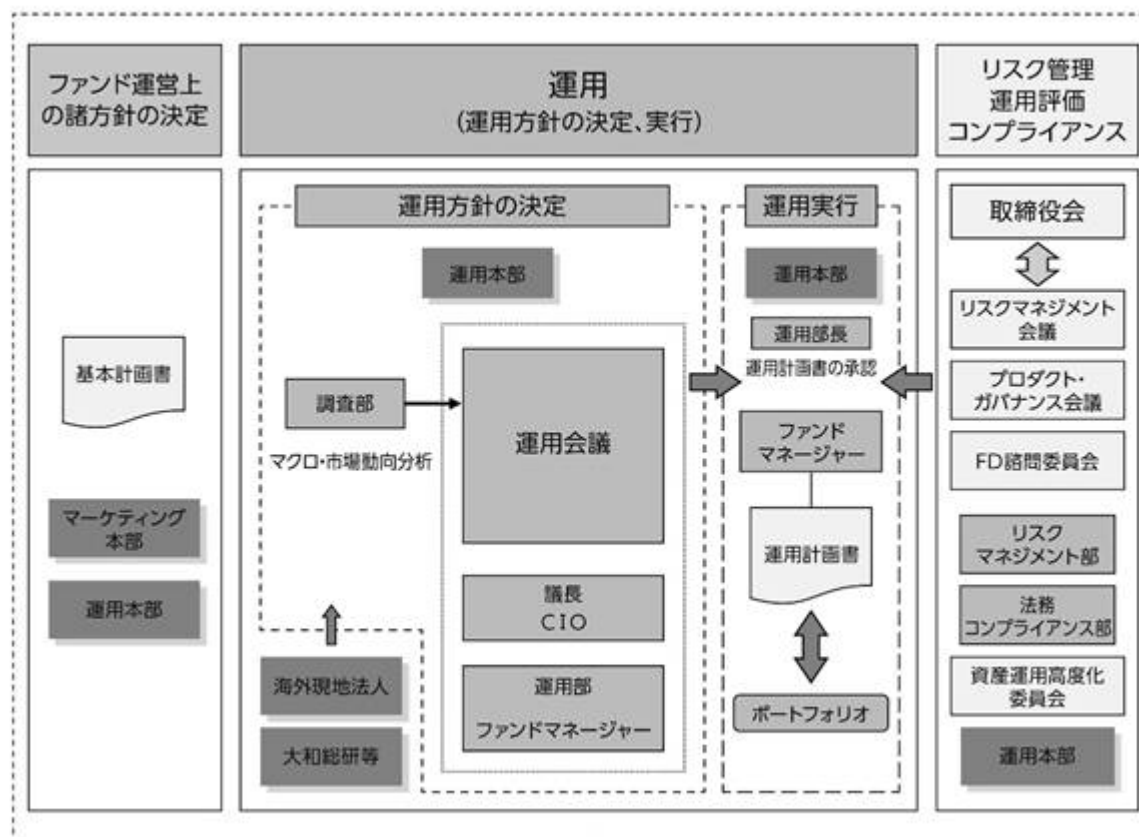 ファンド運営上
の諸方針の決定
運用
(運用方針の決定、実行)
リスク管理
運用評価
コンプライアンス
基本計画書
マーケティング
本部
運用本部
運用方針の決定
運用本部
調査部
マクロ・市場動向分析
運用会議
議長
CIO
運用部
ファンドマネージャー
海外現地法人
大和総研等
運用実行
運用本部
運用部長
運用計画書の承認
ファンド
マネージャー
運用計画書
ポートフォリオ
取締役会
リスクマネジメント
会議
プロダクト・
ガバナンス会議
FD諮問委員会
リスク
マネジメント部
法務
コンプライアンス部
資産運用高度化
委員会
運用本部